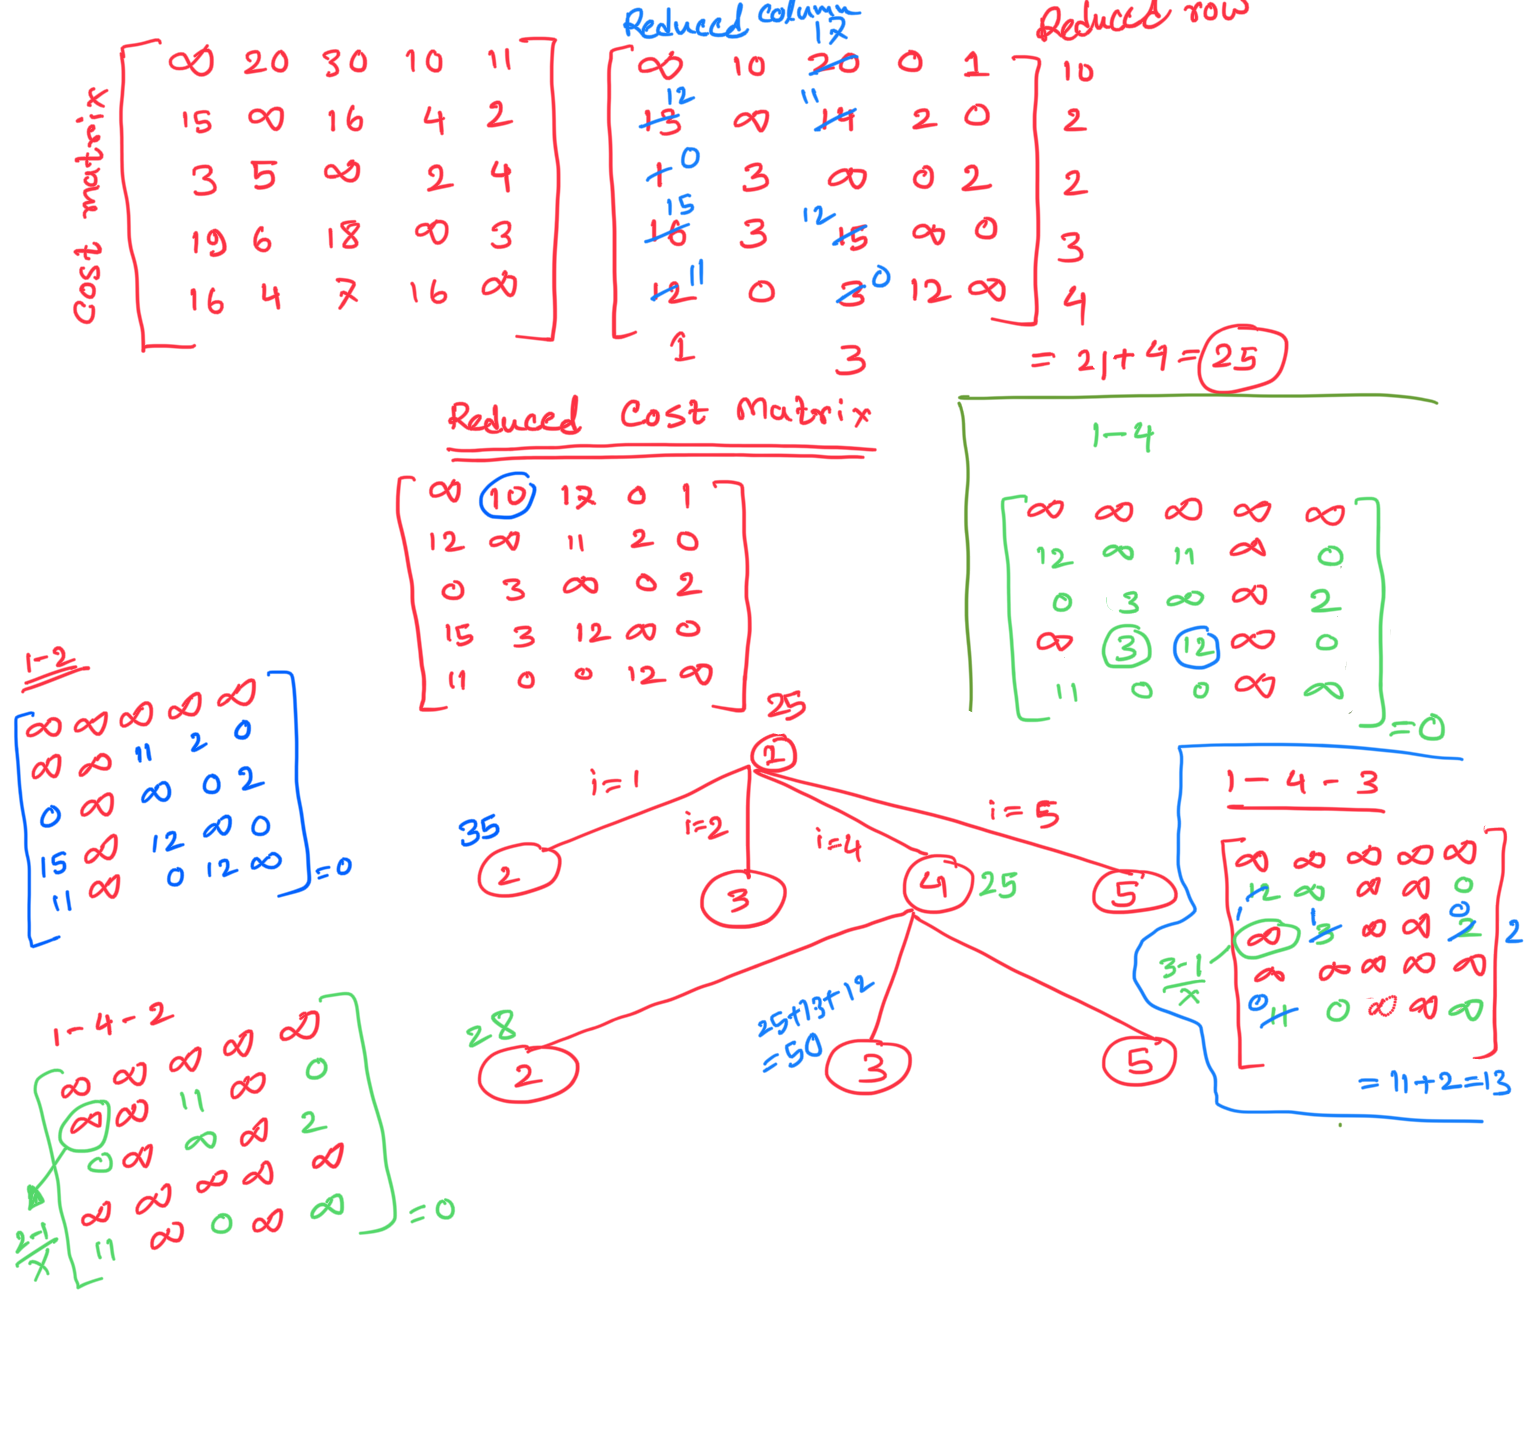 Reduced column
Reduced row
Cost matrix
∞ 20 30 10 11
15 ∞ 16 4 2
3 5 ∞ 2 4
19 6 18 ∞ 3
16 4 7 16 ∞
17
∞ 10 20 0 1 10
12 11
13 ∞ 14 2 0 2
0
1 3 ∞ 0 2 2
15 12
16 3 15 ∞ 0 3
11 0
12 0 3 12 ∞ 4
1 3
= 21+4=25
Reduced Cost Matrix
∞ 10 17 0 1
12 ∞ 11 2 0
0 3 ∞ 0 2
15 3 12 ∞ 0
11 0 0 12 ∞
1-4
∞ ∞ ∞ ∞ ∞
12 ∞ 11 ∞ 0
0 3 ∞ ∞ 2
∞ 3 12 ∞ 0
11 0 0 ∞ ∞
=0
1-2
∞ ∞ ∞ ∞ ∞
∞ ∞ 11 2 0
0 ∞ ∞ 0 2
15 ∞ 12 ∞ 0
11 ∞ 0 12 ∞
=0
25
1
i=1
i=2
i=4
i=5
35
2
3
4 25
5
1-4-3
∞ ∞ ∞ ∞ ∞
12 ∞ ∞ ∞ 0
1 1 0
∞ 3 ∞ ∞ 2 2
3-1
x
∞ ∞ ∞ ∞ ∞
0
11 0 ∞ ∞ ∞
= 11+2=13
28
2
25+13+12
=50
3
5
1-4-2
∞ ∞ ∞ ∞ ∞
∞ ∞ 11 ∞ 0
0 ∞ ∞ ∞ 2
∞ ∞ ∞ ∞ ∞
11 ∞ 0 ∞ ∞
=0
2-1
x